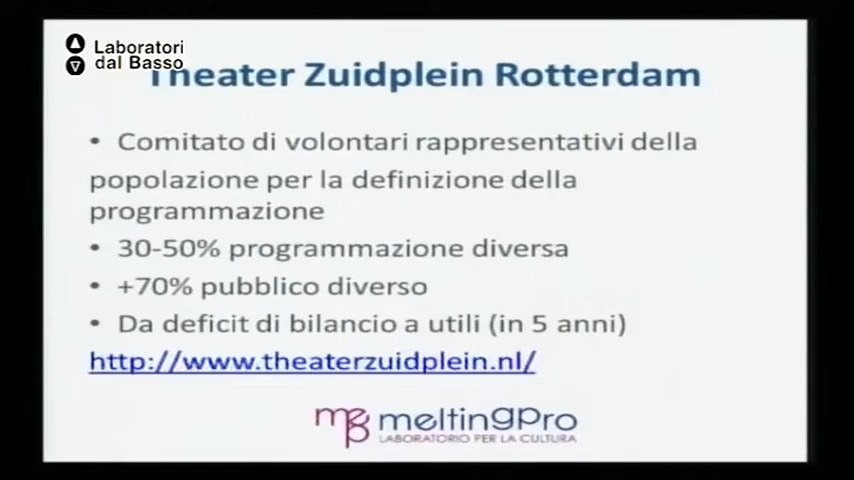 Laboratori
dal Basso
Theater Zuidplein Rotterdam
• Comitato di volontari rappresentativi della
popolazione per la definizione della
programmazione
• 30-50% programmazione diversa
• +70% pubblico diverso
• Da deficit di bilancio a utili (in 5 anni)
http://www.theaterzuidplein.nl/
meltingpro
LABORATORIO PER LA CULTURA